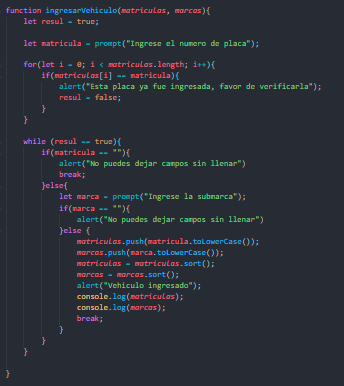 function ingresarVehiculo(matriculas, marcas){
    let resul = true;

    let matricula = prompt("Ingrese el numero de placa");

    for(let i = 0; i < matriculas.length; i++){
        if(matriculas[i] == matricula){
            alert("Esta placa ya fue ingresada, favor de verificarla");
            resul = false;
        }
    }

    while (resul == true){
        if(matricula == ""){
            alert("No puedes dejar campos sin llenar")
            break;
        }else{
            let marca = prompt("Ingrese la submarca");
            if(marca == ""){
                alert("No puedes dejar campos sin llenar")
            }else {
                matriculas.push(matricula.toLowerCase());
                marcas.push(marca.toLowerCase());
                matriculas = matriculas.sort();
                marcas = marcas.sort();
                alert("Vehiculo ingresado");
                console.log(matriculas);
                console.log(marcas);
                break;
            }
        }
    }

}